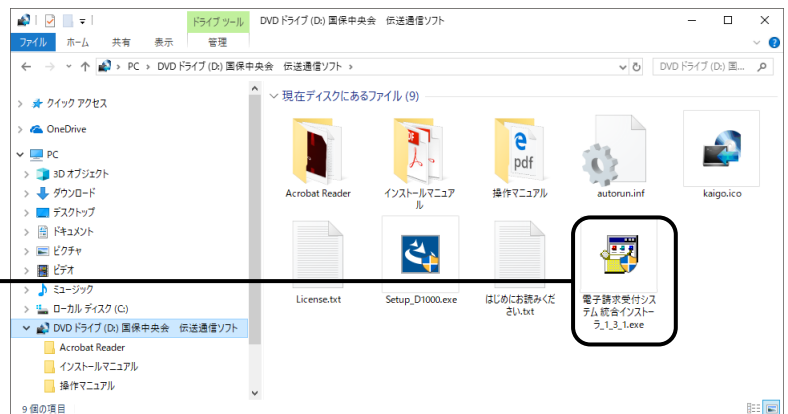 ドライブ ツール
DVD ドライブ (D:) 国保中央会　伝送通信ソフト
ファイル ホーム 共有 表示 管理
PC › DVD ドライブ (D:) 国保中央会　伝送通信ソフト ›
DVD ドライブ (D:) 国...
クイック アクセス
OneDrive
PC
3D オブジェクト
ダウンロード
デスクトップ
ドキュメント
ピクチャ
ビデオ
ミュージック
ローカル ディスク (C:)
DVD ドライブ (D:) 国保中央会　伝送通信ソフト
Acrobat Reader
インストールマニュアル
操作マニュアル
現在ディスクにあるファイル (9)
Acrobat Reader
インストールマニュア
ル
pdf
操作マニュアル
autorun.inf
kaigo.ico
License.txt
Setup_D1000.exe
はじめにお読みくだ
さい.txt
電子請求受付シス
テム 統合インストー
ラ_1_3_1.exe
9 個の項目